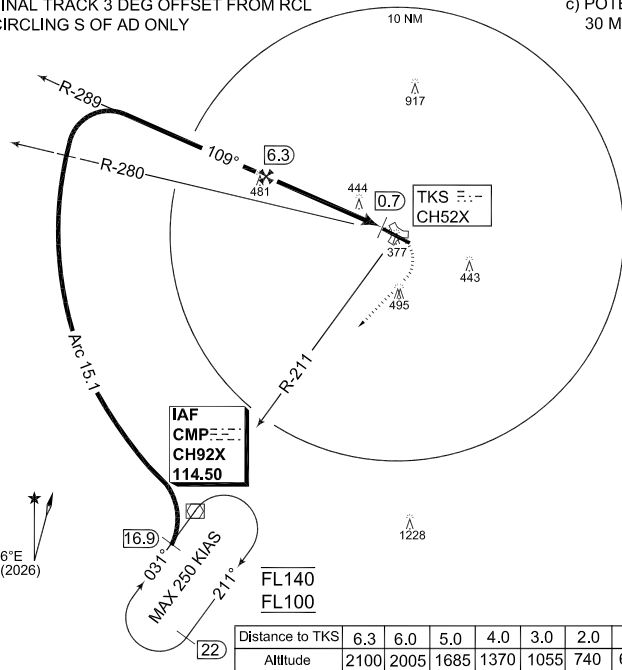 INAL TRACK 3 DEG OFFSET FROM RCL
CIRCLING S OF AD ONLY
c) POTE
30 M
10 NM
917
R-289
109°
6.3
481
R-280
444
0.7
TKS
CH52X
377
443
495
R-211
Arc 15.1
IAF
CMP
CH92X
114.50
1228
16.9
031°
MAX 250 KIAS
211°
6°E
(2026)
FL140
FL100
22
Distance to TKS 6.3 6.0 5.0 4.0 3.0 2.0
Altitude 2100 2005 1685 1370 1055 740 6